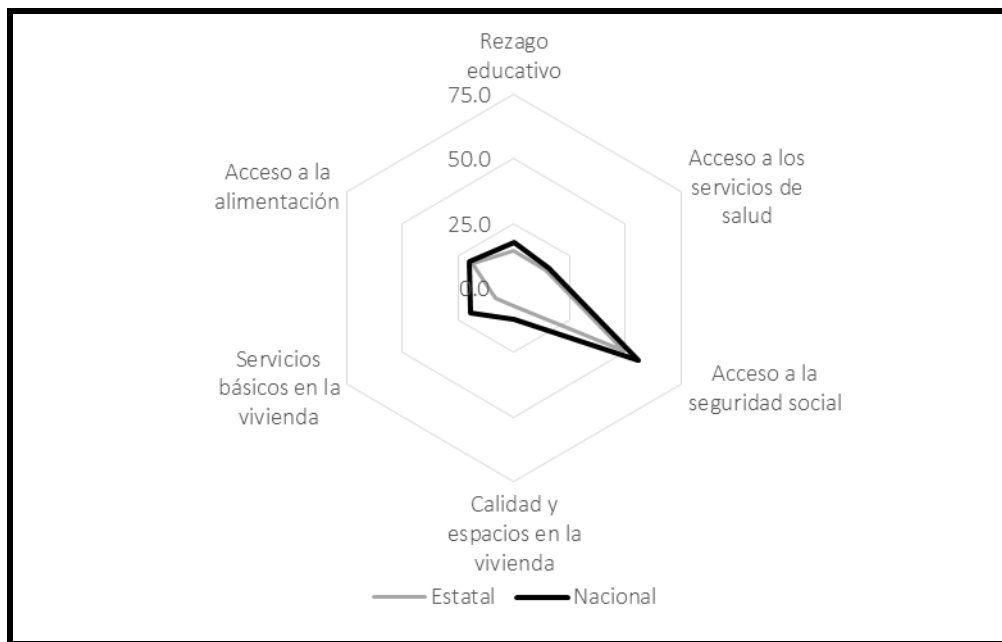 Rezago
educativo
75.0
Acceso a los
servicios de
salud
50.0
Acceso a la
alimentación
25.0
0.0
Servicios
básicos en la
vivienda
Acceso a la
seguridad social
Calidad y
espacios en la
vivienda
Estatal
Nacional